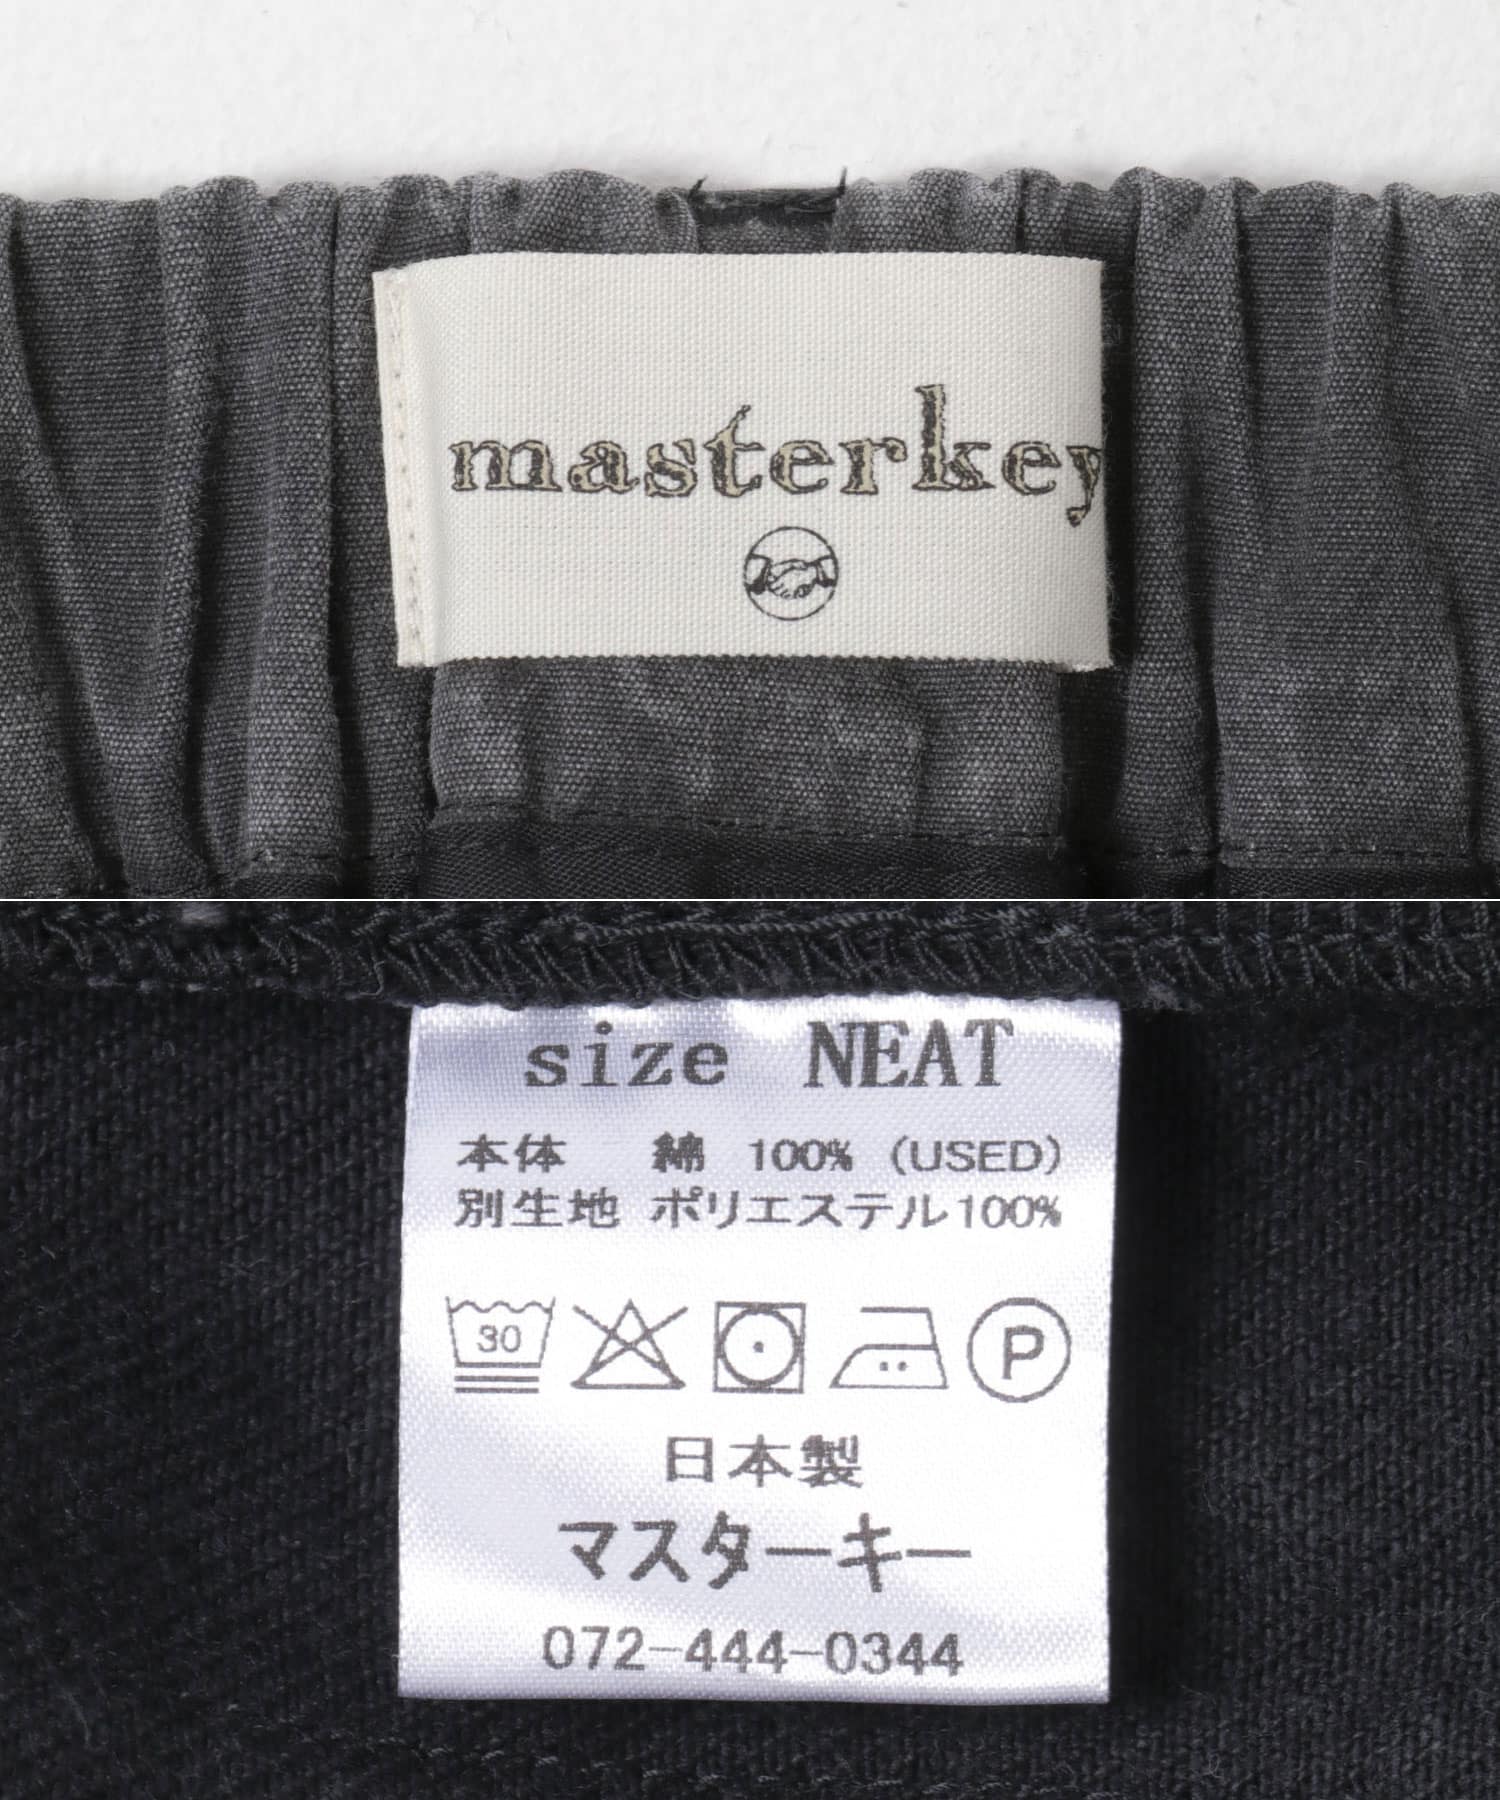 masterkey
size NEAT
本体 綿 100% (USED)
別生地 ポリエステル100%
30
P
日本製
マスターキー
072-444-0344